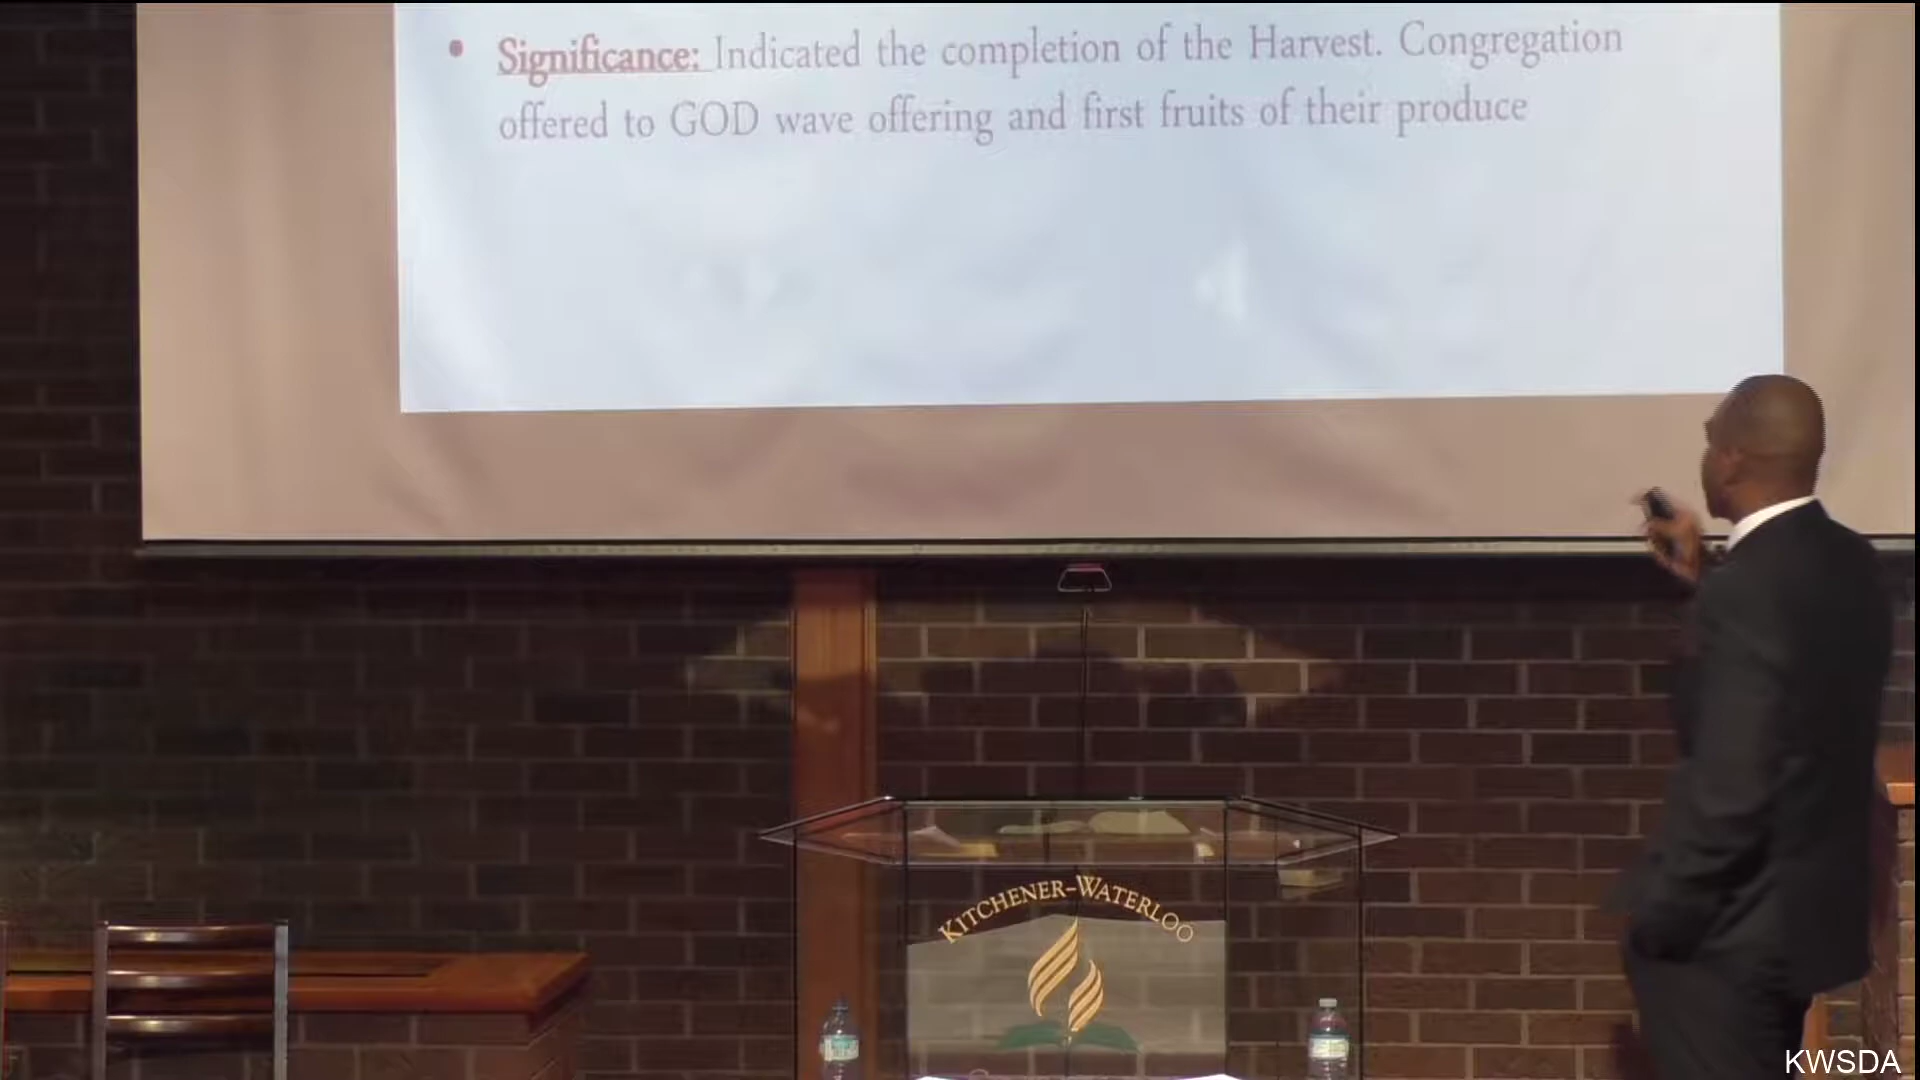 • Significance: Indicated the completion of the Harvest. Congregation
offered to GOD wave offering and first fruits of their produce
KITCHENER-WATERLOO
KWSDA